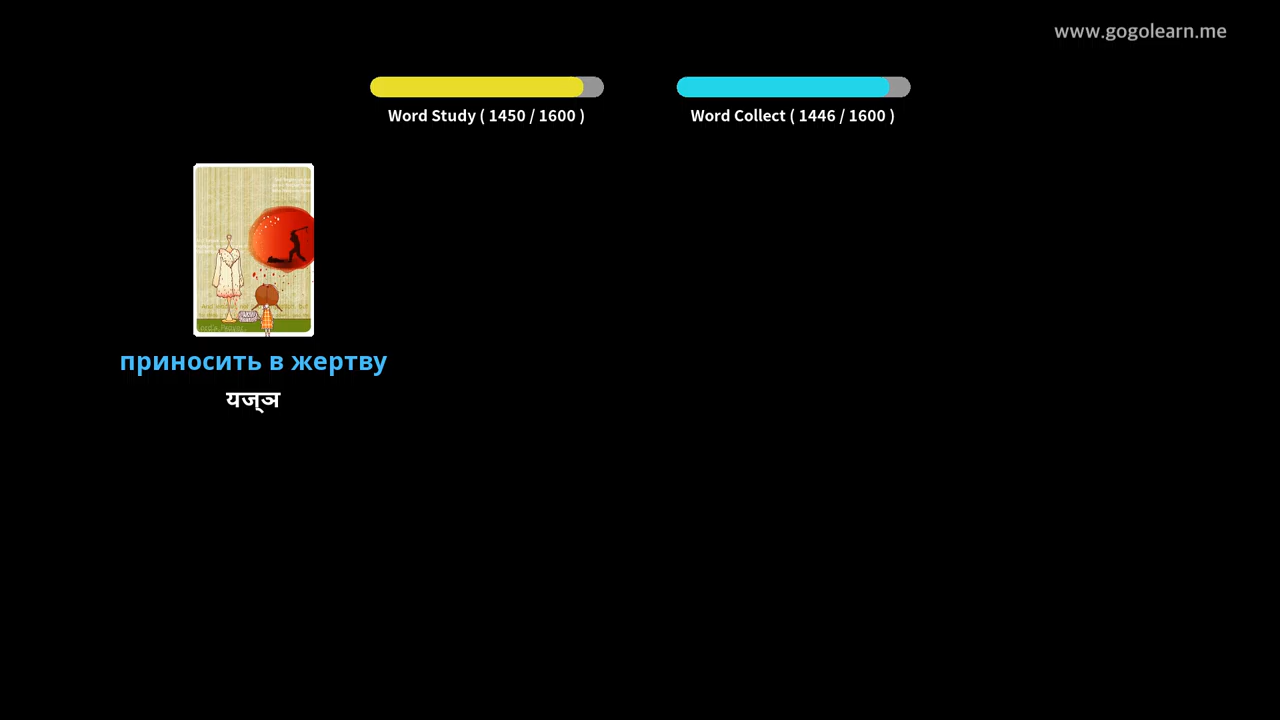 www.gogolearn.me
Word Study ( 1450 / 1600 )
Word Collect ( 1446 / 1600 )
приносить в жертву
यज्ञ